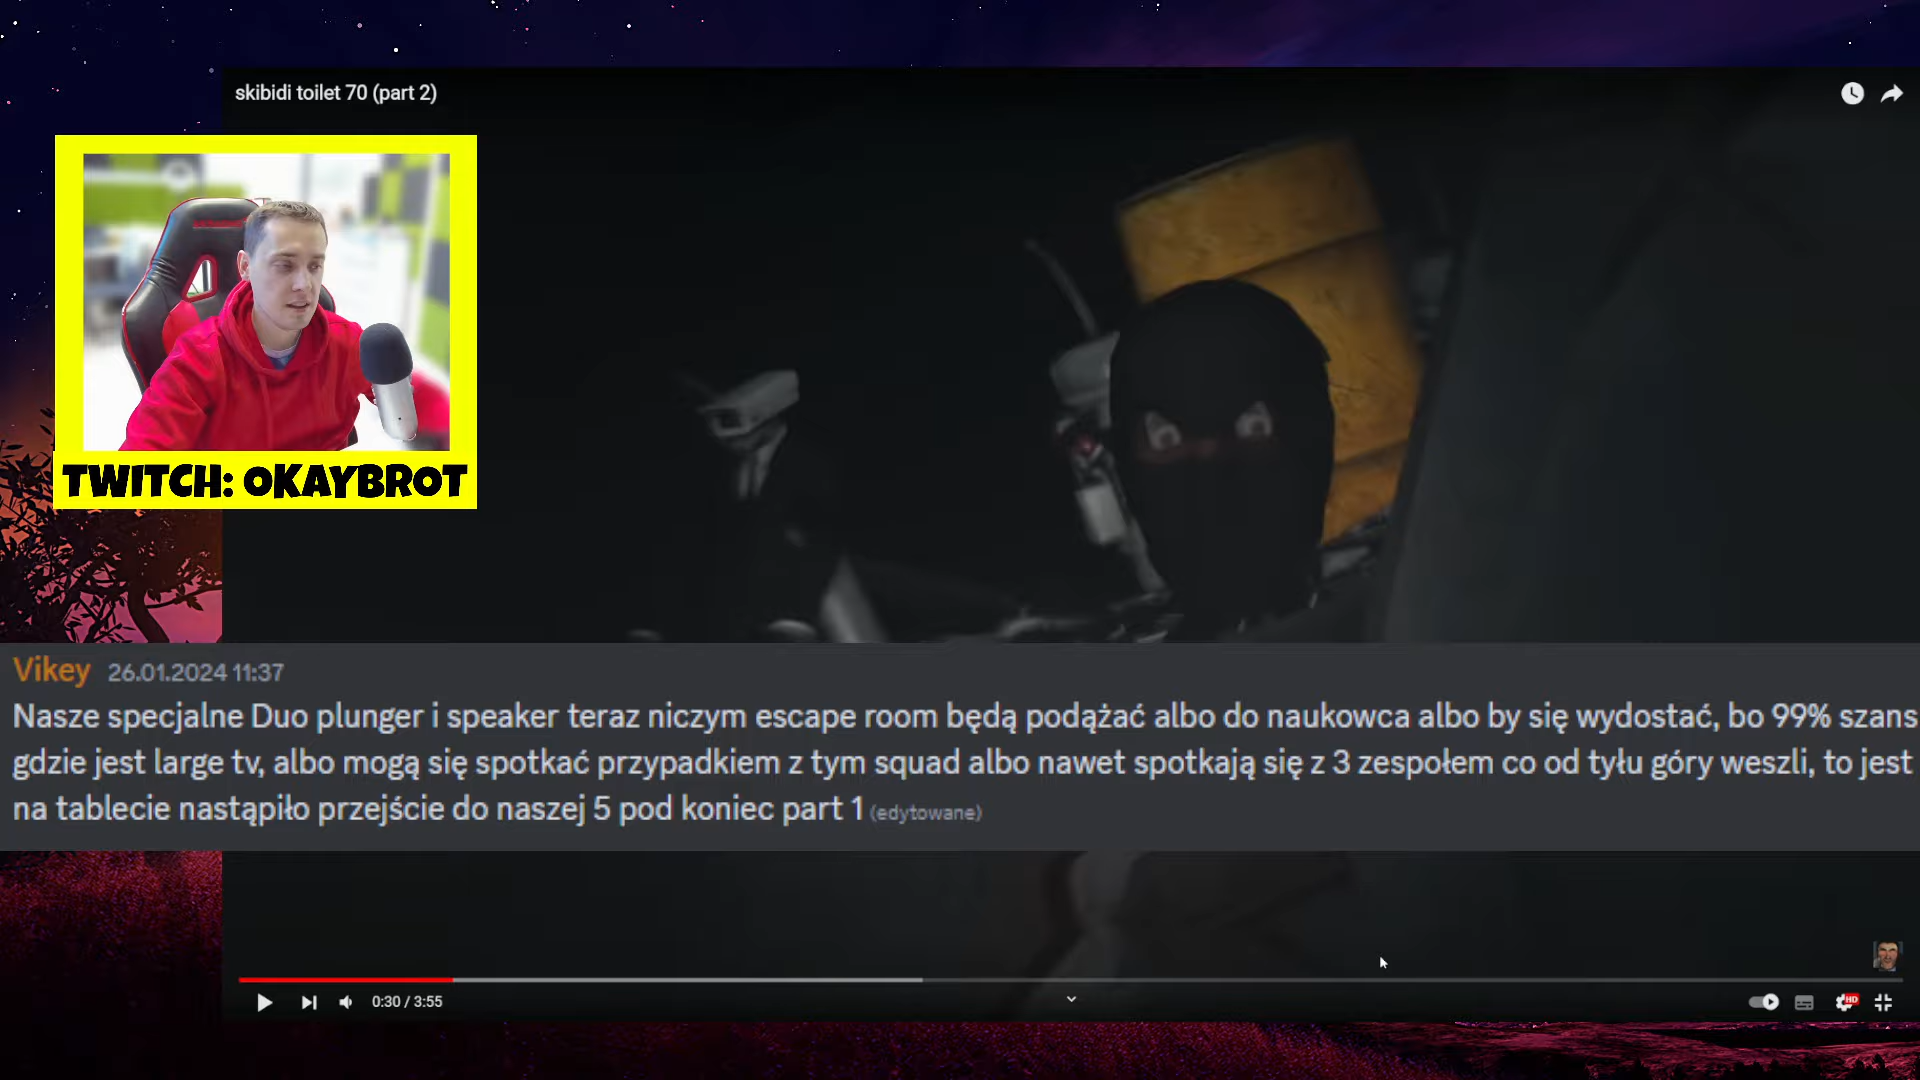 skibidi toilet 70 (part 2)
TWITCH: OKAYBROT
Vikey 26.01.2024 11:37
Nasze specjalne Duo plunger i speaker teraz niczym escape room będą podążać albo do naukowca albo by się wydostać, bo 99% szans
gdzie jest large tv, albo mogą się spotkać przypadkiem z tym squad albo nawet spotkają się z 3 zespołem co od tyłu góry weszli, to jest
na tablecie nastąpiło przejście do naszej 5 pod koniec part 1 (edytowane)
0:30 / 3:55
HD